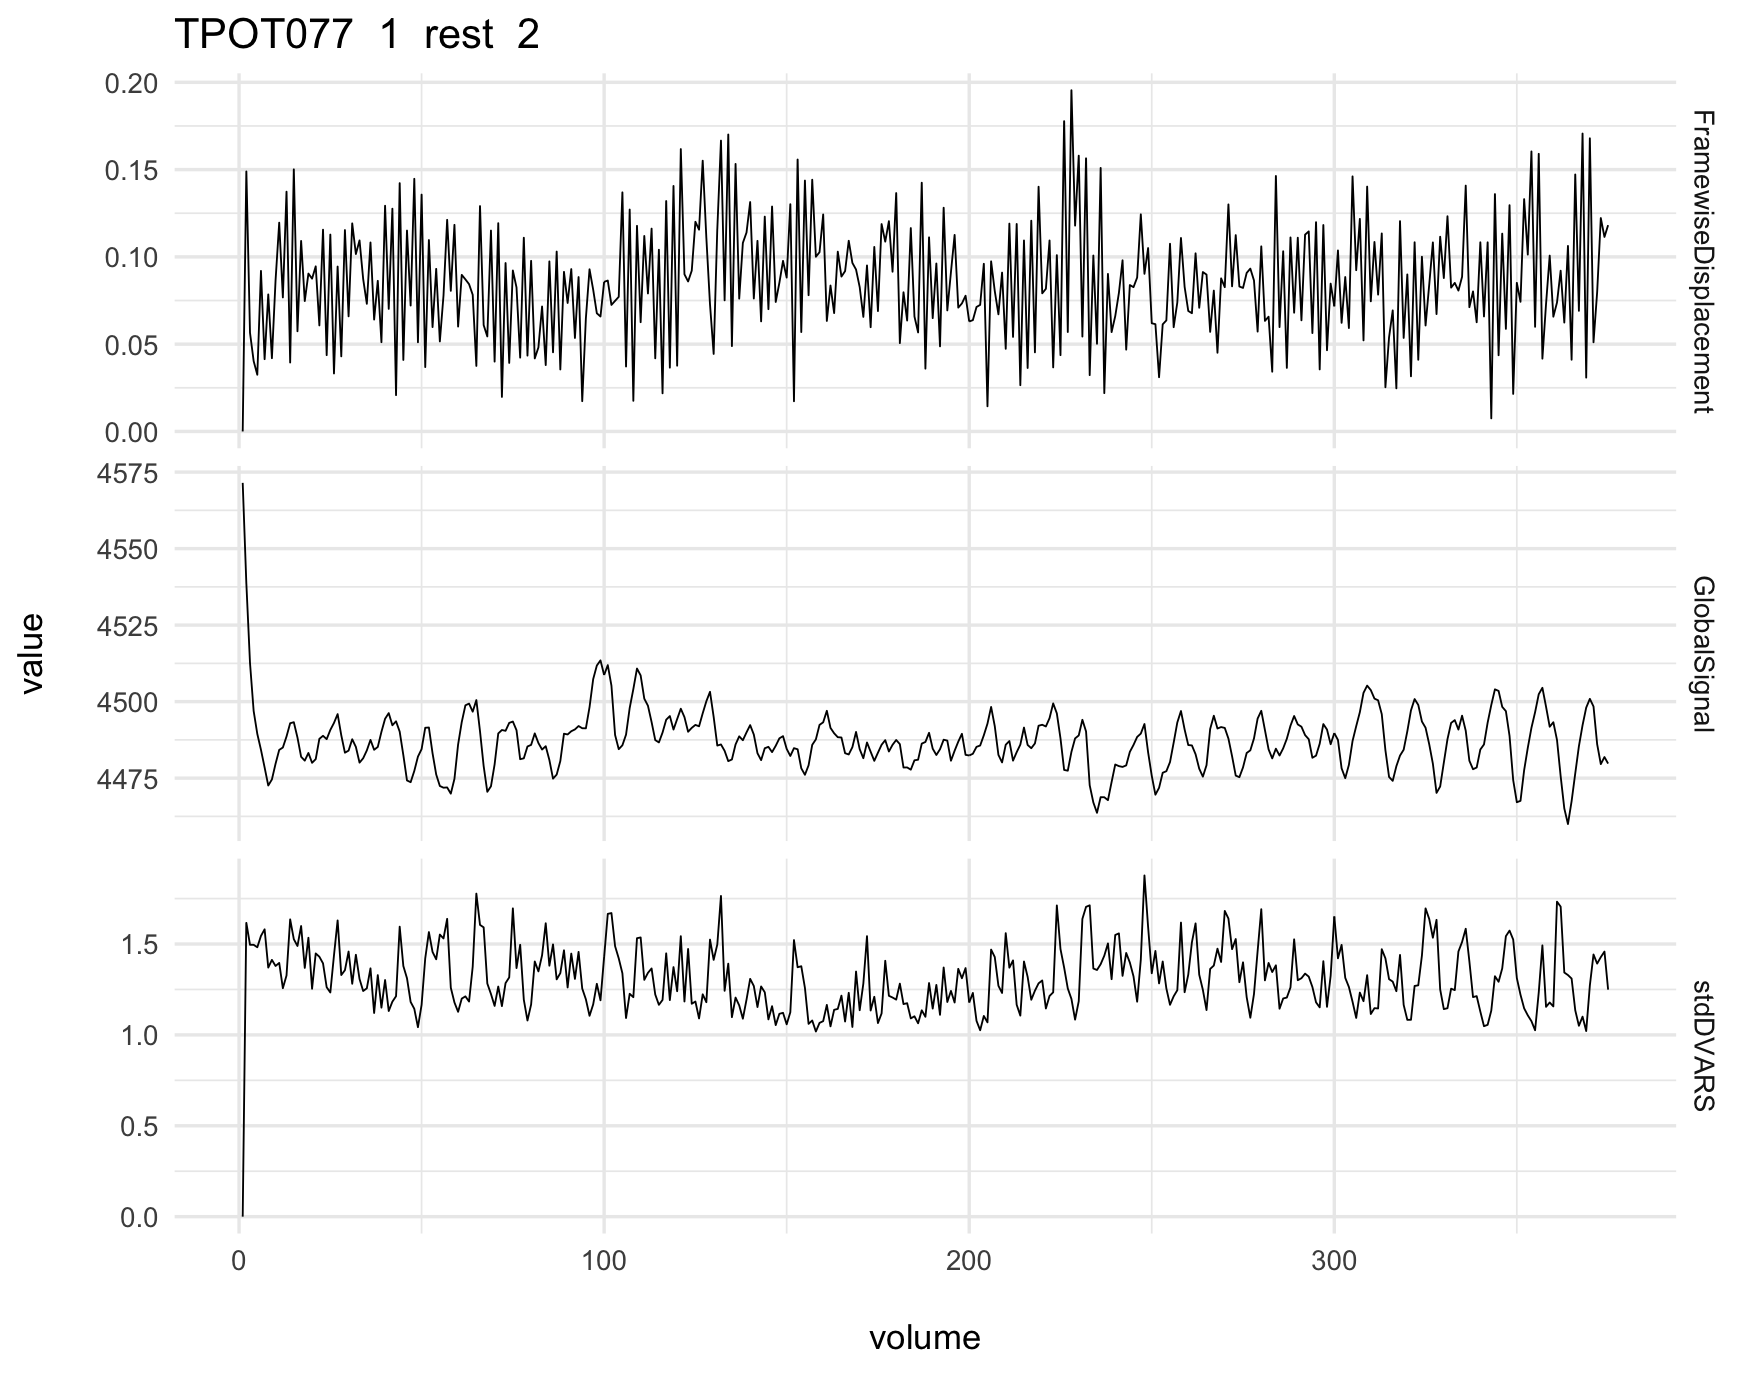 TPOT077 1 rest 2
0.20
0.15
0.10
0.05
0.00
FramewiseDisplacement
4575
4550
4525
4500
4475
GlobalSignal
value
1.5
1.0
0.5
0.0
stdDVARS
0 100 200 300
volume